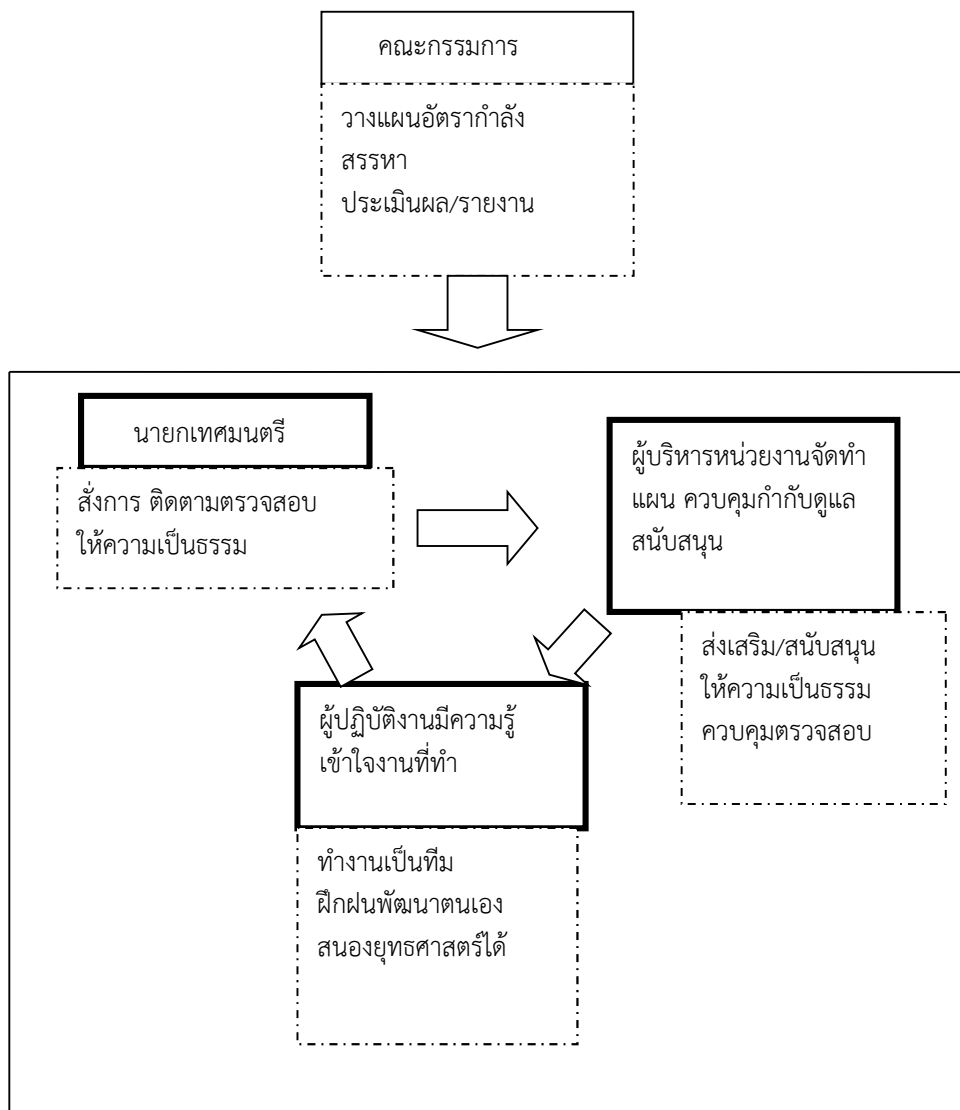 คณะกรรมการ
วางแผนอัตรากำลัง
สรรหา
ประเมินผล/รายงาน
นายกเทศมนตรี
สั่งการ ติดตามตรวจสอบ
ให้ความเป็นธรรม
ผู้บริหารหน่วยงานจัดทำ
แผน ควบคุมกำกับดูแล
สนับสนุน
ส่งเสริม/สนับสนุน
ให้ความเป็นธรรม
ควบคุมตรวจสอบ
ผู้ปฏิบัติงานมีความรู้
เข้าใจงานที่ทำ
ทำงานเป็นทีม
ฝึกฝนพัฒนาตนเอง
สนองยุทธศาสตร์ได้